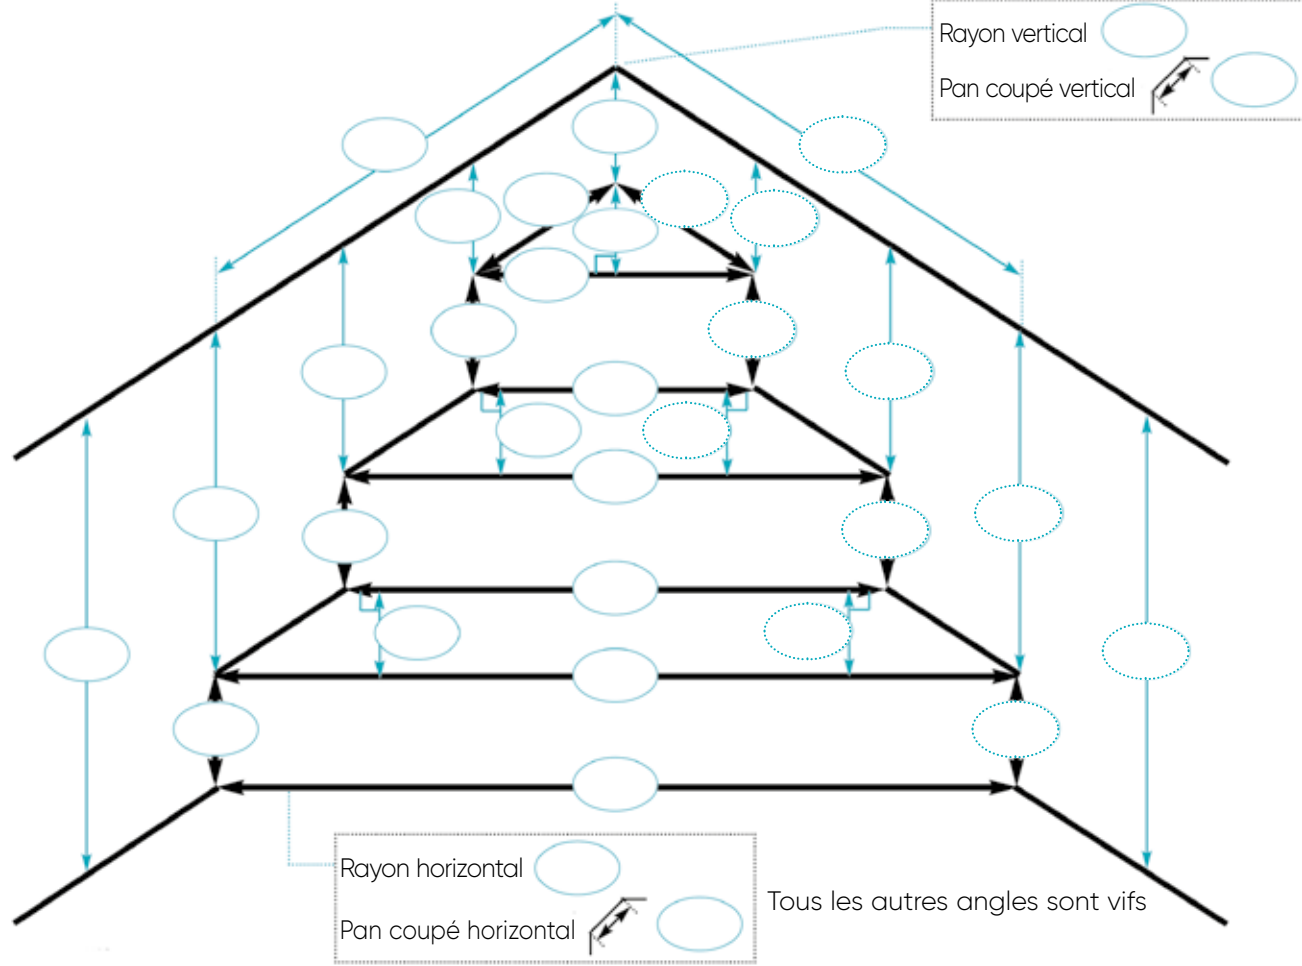 Rayon vertical
Pan coupé vertical
Rayon horizontal
Pan coupé horizontal
Tous les autres angles sont vifs